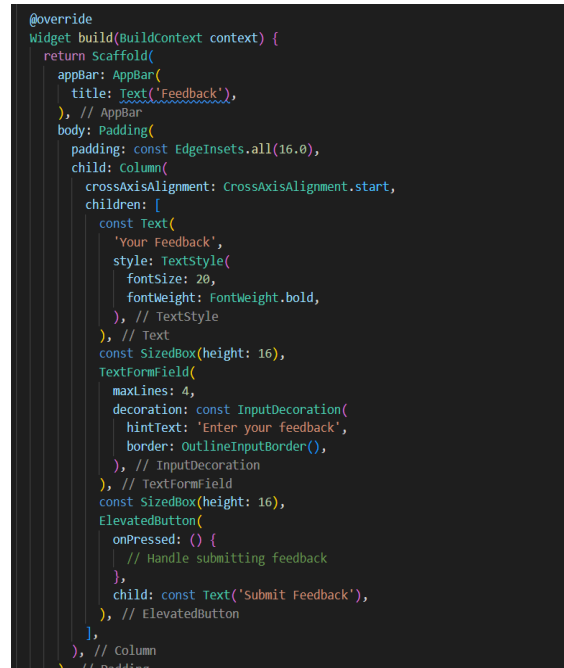 @override
Widget build(BuildContext context) {
  return Scaffold(
    appBar: AppBar(
      title: Text('Feedback'),
    ), // AppBar
    body: Padding(
      padding: const EdgeInsets.all(16.0),
      child: Column(
        crossAxisAlignment: CrossAxisAlignment.start,
        children: [
          const Text(
            'Your Feedback',
            style: TextStyle(
              fontSize: 20,
              fontWeight: FontWeight.bold,
            ), // TextStyle
          ), // Text
          const SizedBox(height: 16),
          TextFormField(
            maxLines: 4,
            decoration: const InputDecoration(
              hintText: 'Enter your feedback',
              border: OutlineInputBorder(),
            ), // InputDecoration
          ), // TextFormField
          const SizedBox(height: 16),
          ElevatedButton(
            onPressed: () {
              // Handle submitting feedback
            },
            child: const Text('Submit Feedback'),
          ), // ElevatedButton
        ],
      ), // Column
    ), // Padding